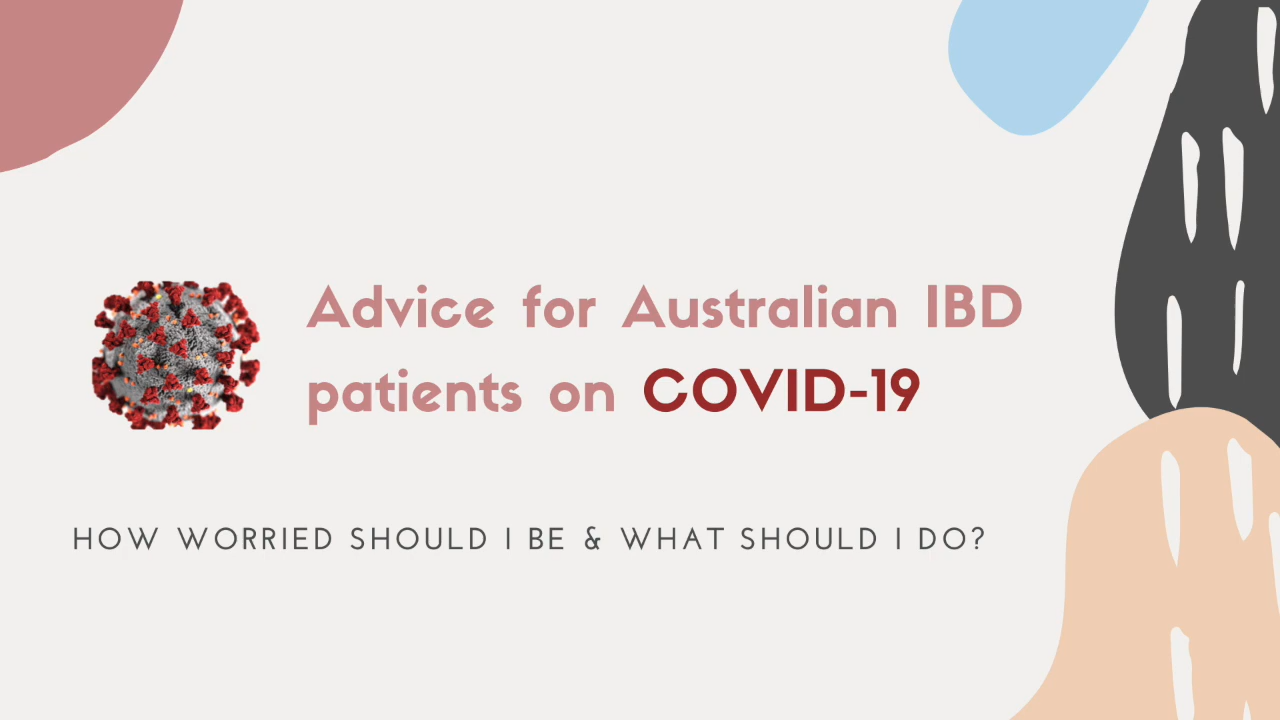 Advice for Australian IBD
patients on COVID-19
HOW WORRIED SHOULD I BE & WHAT SHOULD I DO?